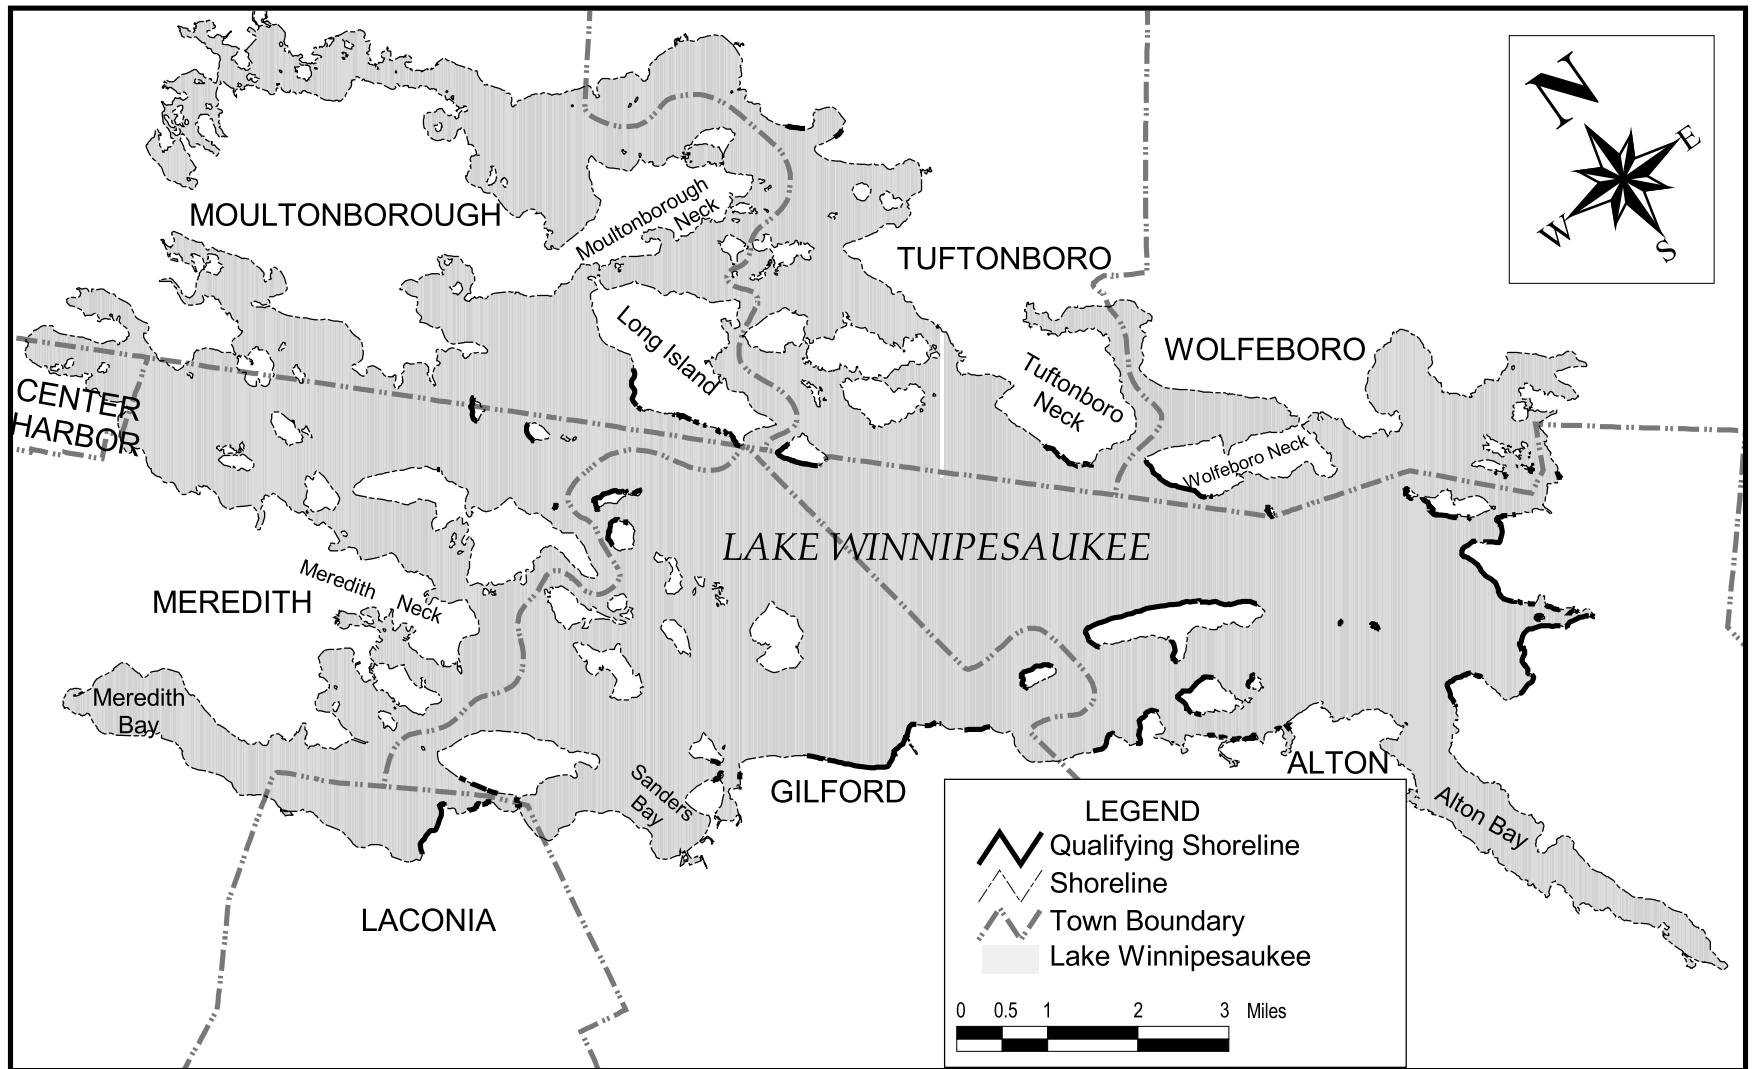 N
E
W
S
MOULTONBOROUGH
Moultonborough
Neck
TUFTONBORO
Long Island
WOLFEBORO
Tuftonboro
Neck
CENTER
HARBOR
Wolfeboro Neck
LAKE WINNIPESAUKEE
MEREDITH
Meredith
Neck
Meredith
Bay
Sanders
Bay
GILFORD
ALTON
Alton Bay
LACONIA
LEGEND
Qualifying Shoreline
Shoreline
Town Boundary
Lake Winnipesaukee
0 0.5 1 2 3 Miles